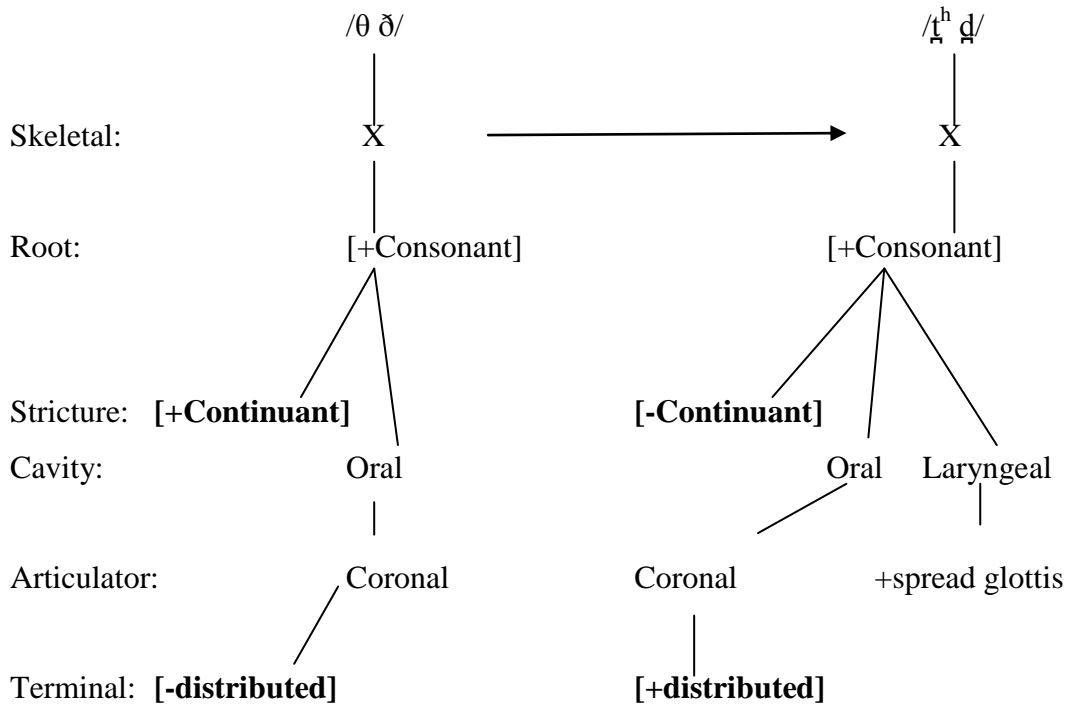 /θ ð/ /t̪ʰ d̪/
Skeletal: X X
Root: [+Consonant] [+Consonant]
Stricture: [+Continuant] [-Continuant]
Cavity: Oral Oral Laryngeal
Articulator: Coronal Coronal +spread glottis
Terminal: [-distributed] [+distributed]